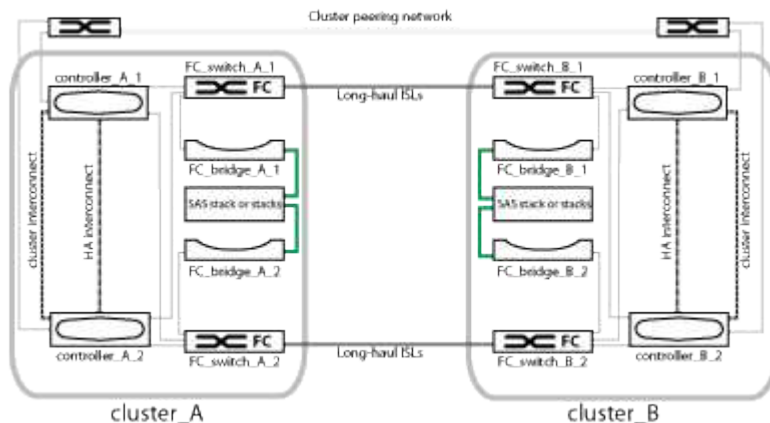 Cluster peering network
FC_switch_A_1
FC_switch_B_1
controller_A_1
controller_B_1
FC
FC
Long-haul ISLs
FC_bridge_A_1
FC_bridge_B_1
cluster interconnect
HA interconnect
SAS stack or stacks
SAS stack or stacks
HA interconnect
cluster interconnect
FC_bridge_A_2
FC_bridge_B_2
FC
FC
controller_A_2
Long-haul ISLs
controller_B_2
FC_switch_A_2
FC_switch_B_2
cluster_A
cluster_B